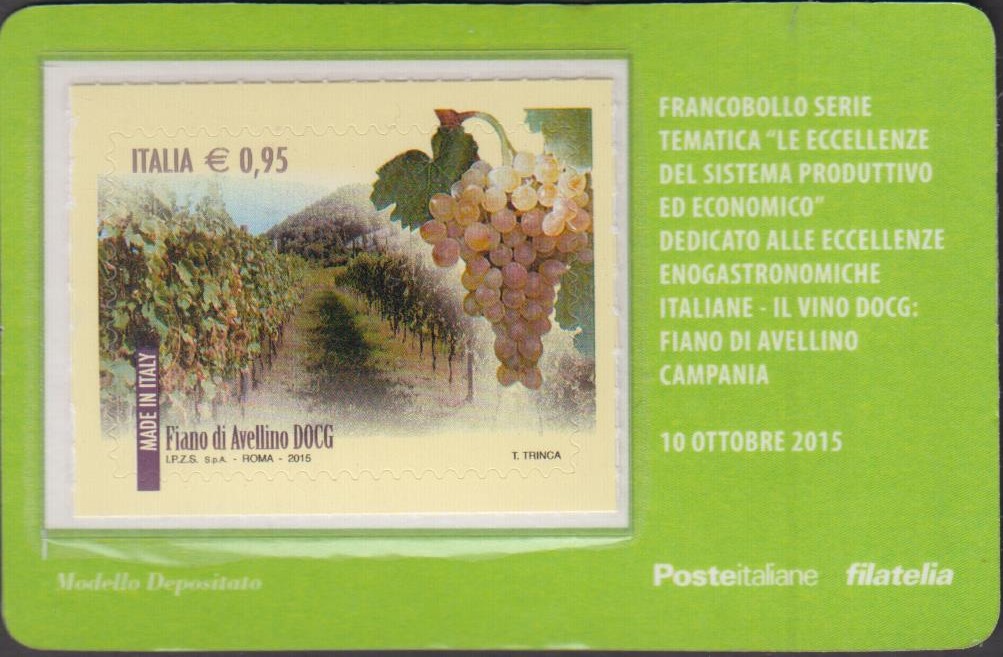 ITALIA € 0,95
MADE IN ITALY
Fiano di Avellino DOCG
I.P.Z.S. S.p.A. - ROMA - 2015
T. TRINCA
FRANCOBOLLO SERIE
TEMATICA "LE ECCELLENZE
DEL SISTEMA PRODUTTIVO
ED ECONOMICO"
DEDICATO ALLE ECCELLENZE
ENOGASTRONOMICHE
ITALIANE - IL VINO DOCG:
FIANO DI AVELLINO
CAMPANIA
10 OTTOBRE 2015
Modello Depositato
Posteitaliane filatelia